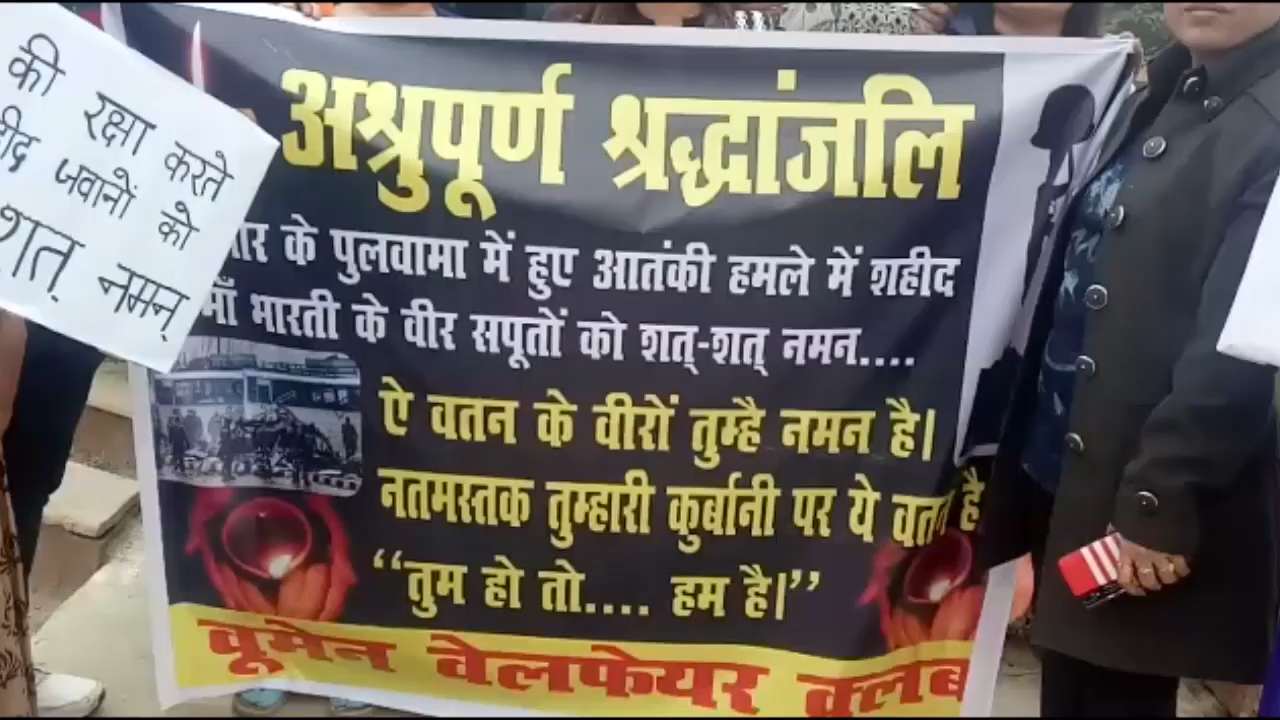 की रक्षा करते
जवानों को
नमन्
अश्रुपूर्ण श्रद्धांजलि
के पुलवामा में हुए आतंकी हमले में शहीद
माँ भारती के वीर सपूतों को शत्-शत् नमन....
ऐ वतन के वीरों तुम्है नमन है।
नतमस्तक तुम्हारी कुर्बानी पर ये वतन है
“तुम हो तो.... हम है।”
वूमेन वेलफेयर क्लब